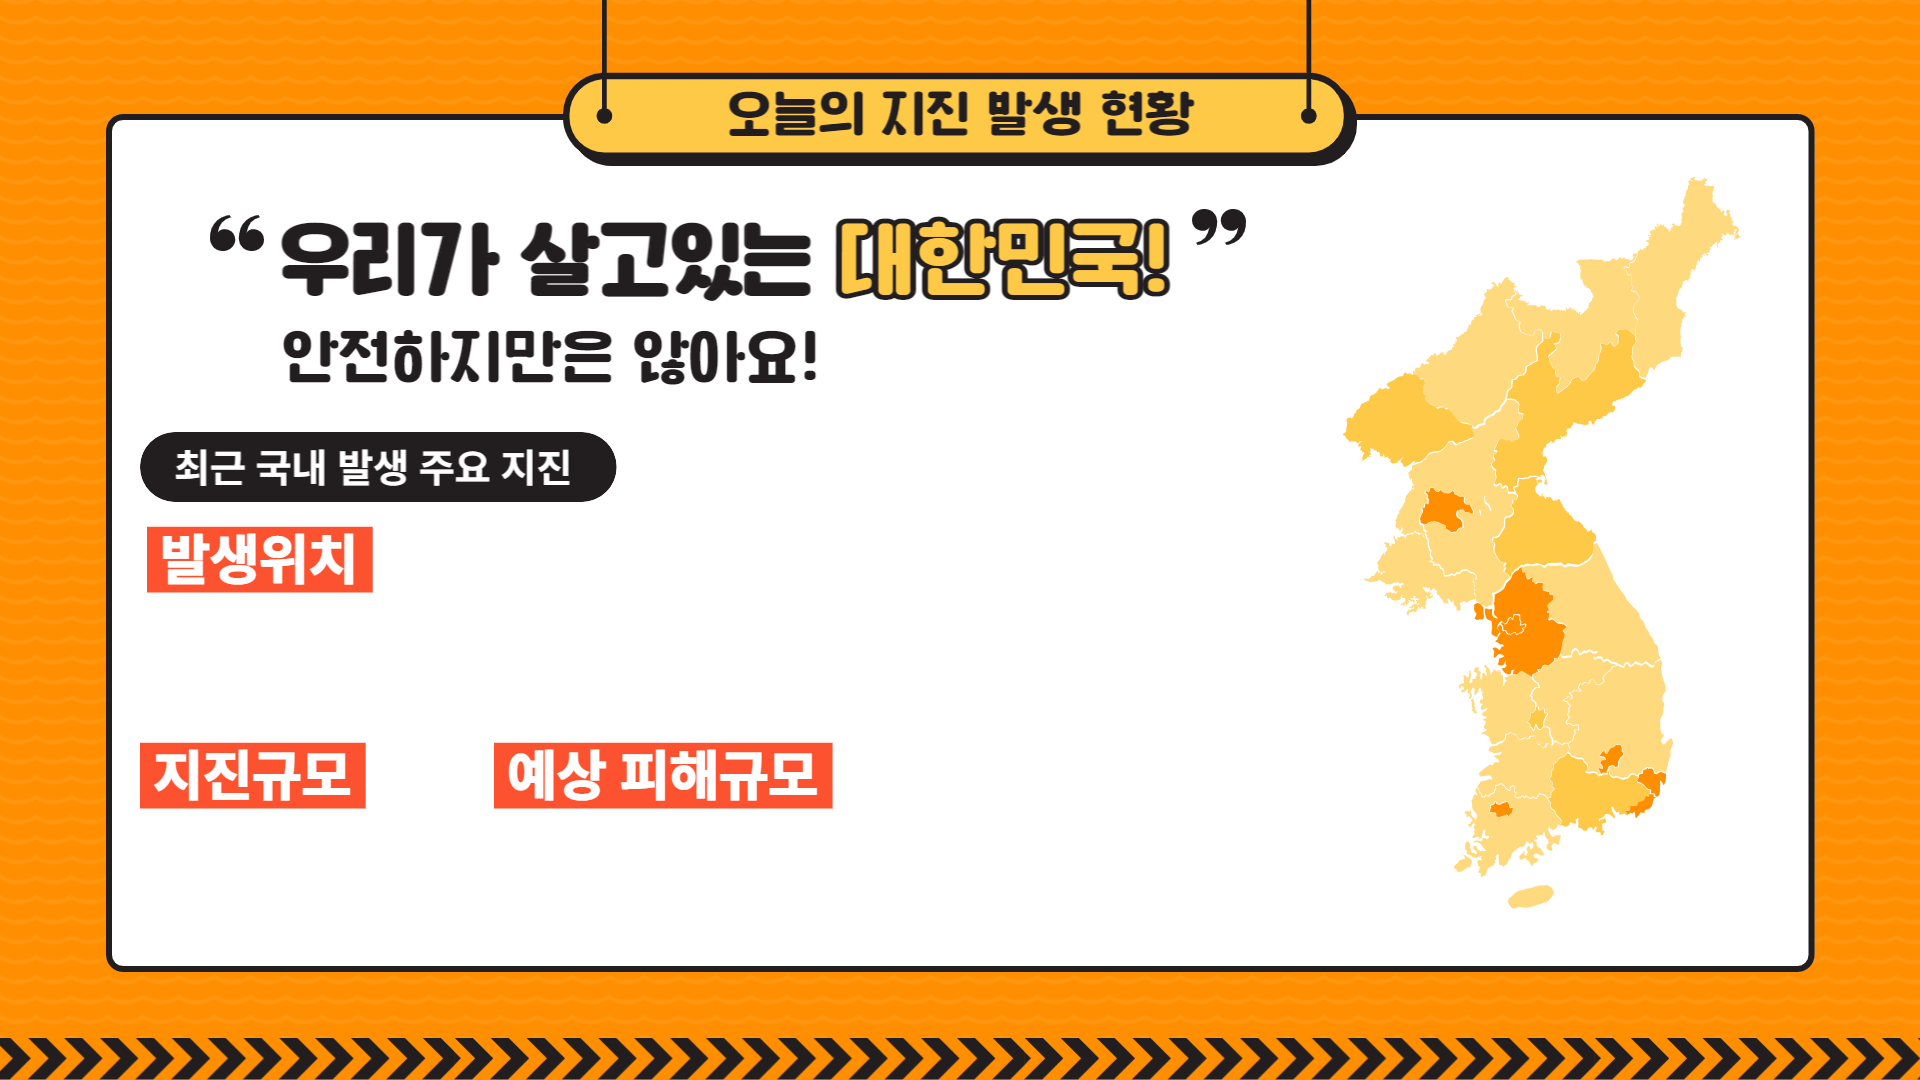 오늘의 지진 발생 현황
“우리가 살고있는 대한민국!”
안전하지만은 않아요!
최근 국내 발생 주요 지진
발생위치
지진규모 예상 피해규모